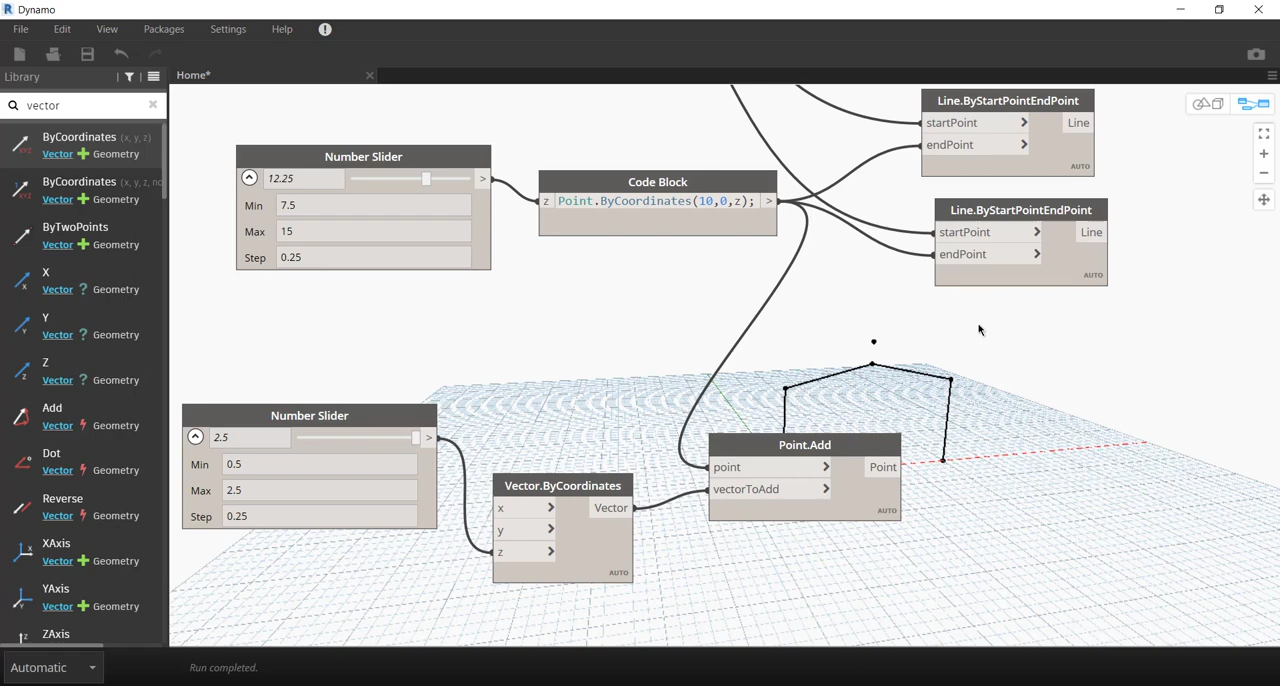 Dynamo
File Edit View Packages Settings Help
Library
Home*
vector
ByCoordinates (x, y, z)
Vector Geometry
ByCoordinates (x, y, z, no
Vector Geometry
ByTwoPoints
Vector Geometry
X
Vector ? Geometry
Y
Vector ? Geometry
Z
Vector ? Geometry
Add
Vector Geometry
Dot
Vector Geometry
Reverse
Vector Geometry
XAxis
Vector Geometry
YAxis
Vector Geometry
ZAxis
Number Slider
12.25 >
Min 7.5
Max 15
Step 0.25
Code Block
z Point.ByCoordinates(10,0,z); >
Line.ByStartPointEndPoint
startPoint > Line
endPoint >
AUTO
Line.ByStartPointEndPoint
startPoint > Line
endPoint >
AUTO
Number Slider
2.5 >
Min 0.5
Max 2.5
Step 0.25
Vector.ByCoordinates
x > Vector
y >
z >
AUTO
Point.Add
point > Point
vectorToAdd >
AUTO
Automatic
Run completed.